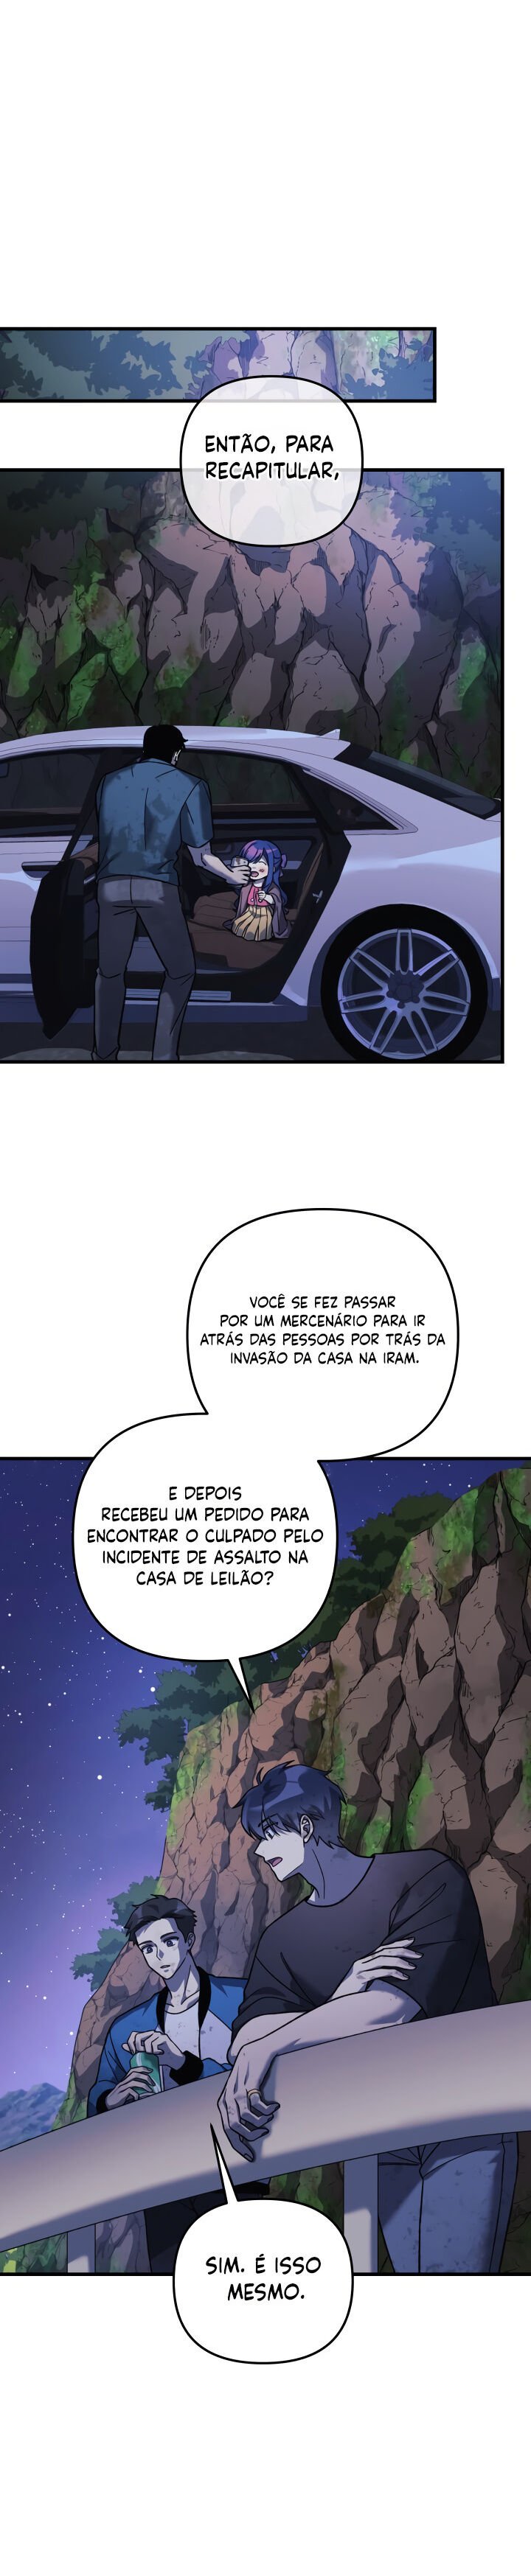 ENTÃO, PARA
RECAPITULAR,
VOCÊ SE FEZ PASSAR
POR UM MERCENÁRIO PARA IR
ATRÁS DAS PESSOAS POR TRÁS DA
INVASÃO DA CASA NA IRAM.
E DEPOIS
RECEBEU UM PEDIDO PARA
ENCONTRAR O CULPADO PELO
INCIDENTE DE ASSALTO NA
CASA DE LEILÃO?
SIM. É ISSO
MESMO.